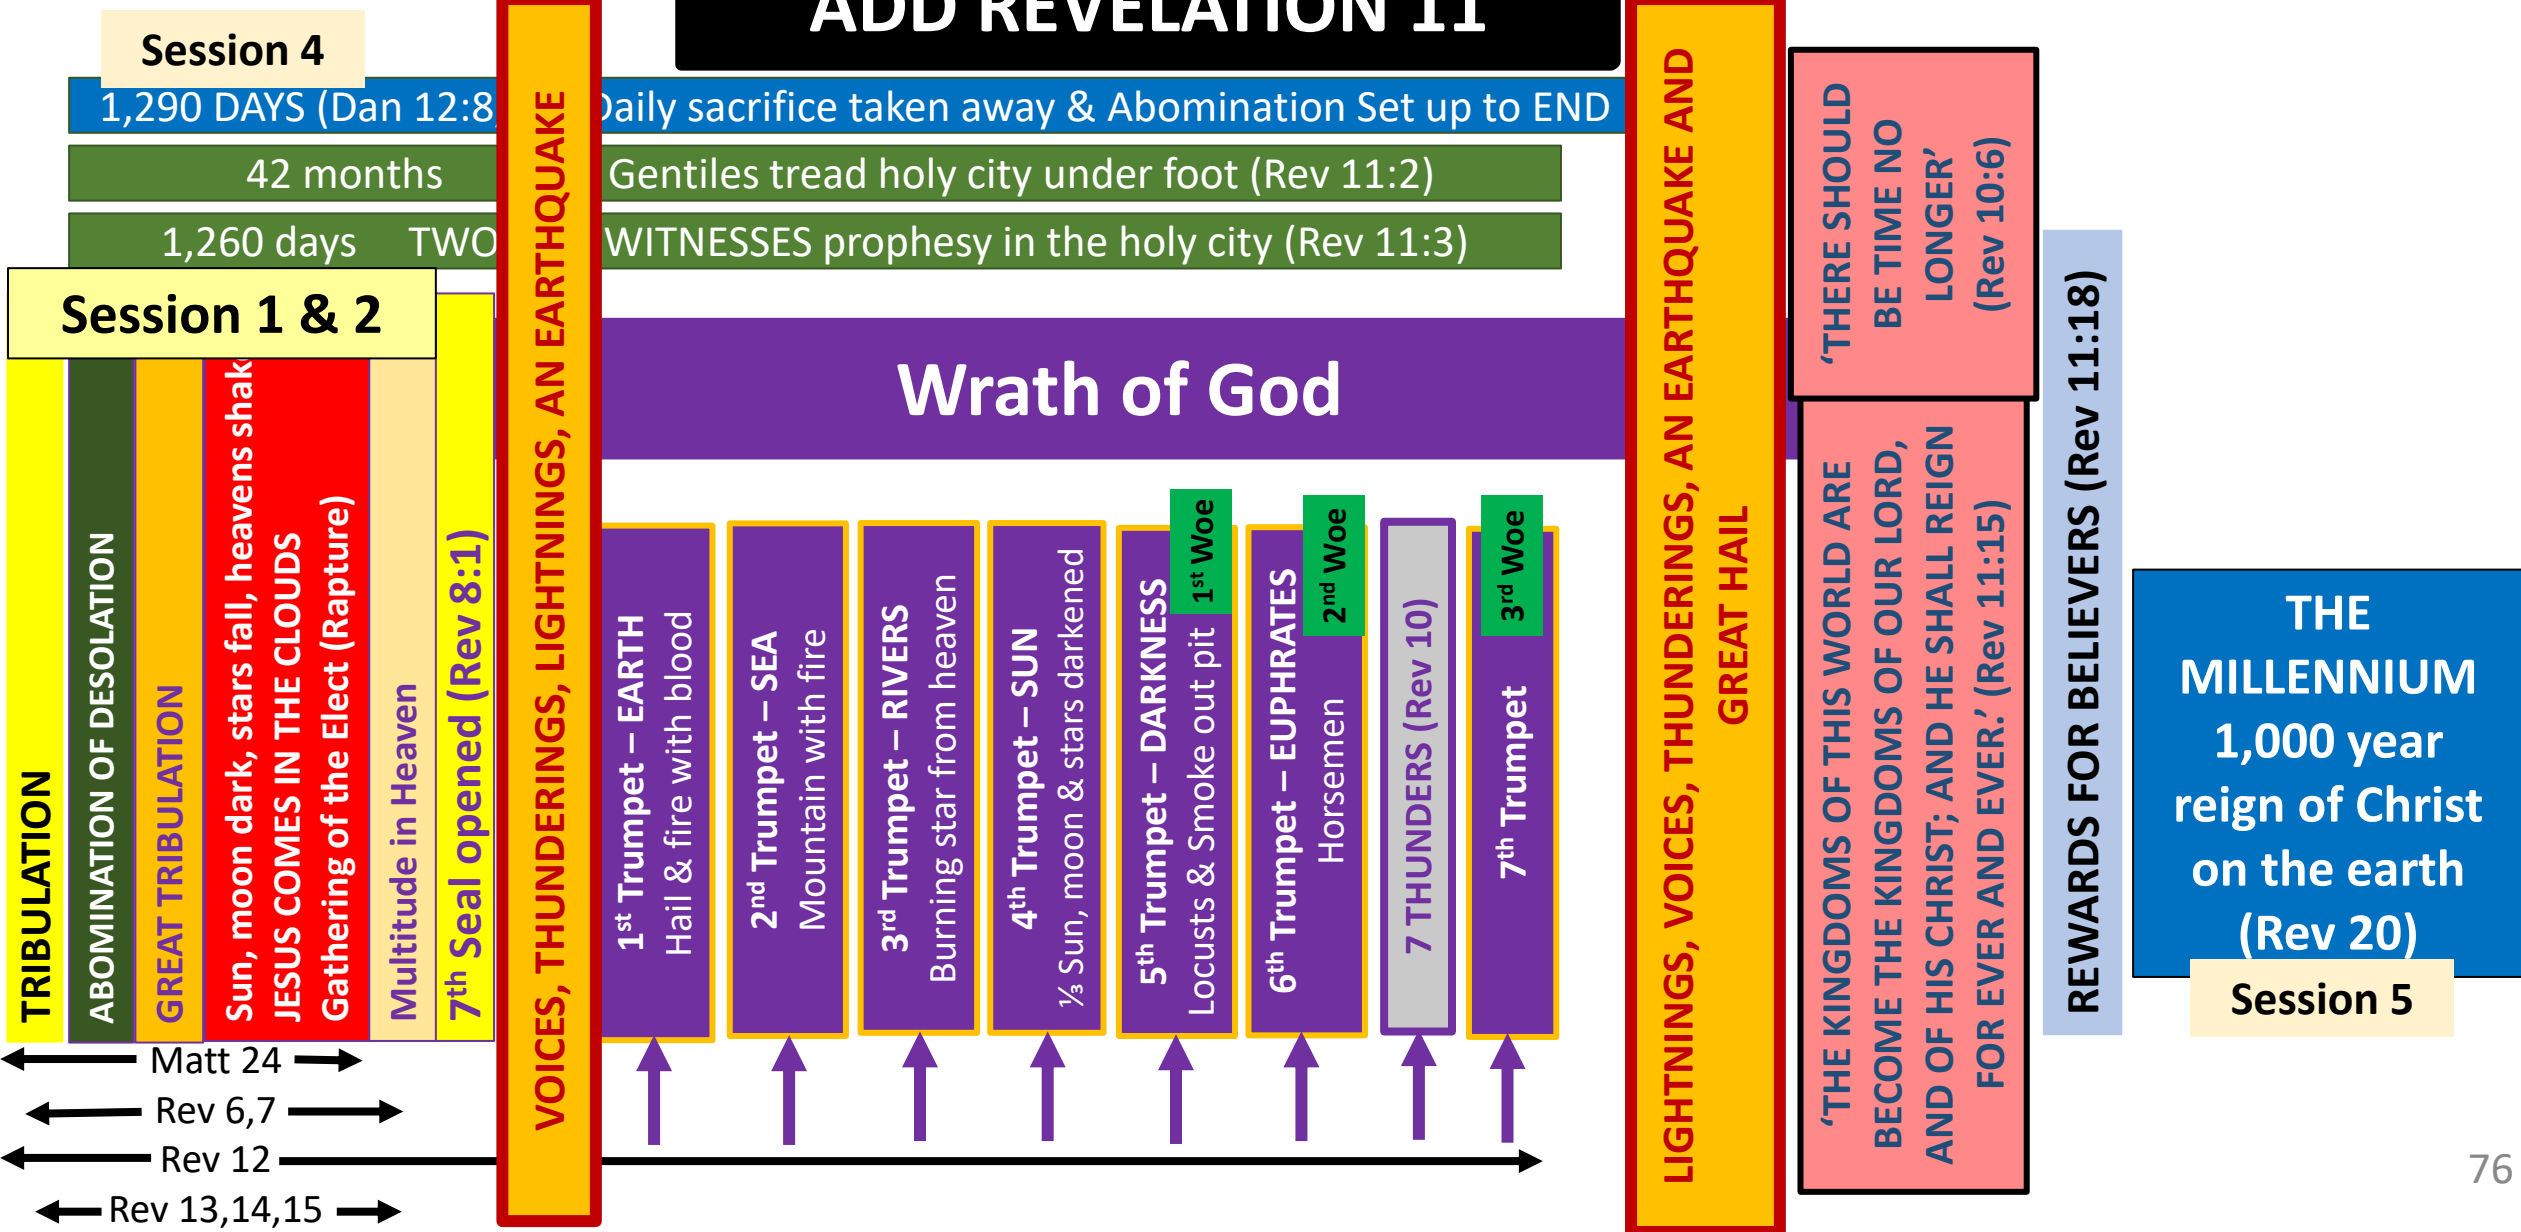 ADD REVELATION 11
Session 4
1,290 DAYS (Dan 12:8, Daily sacrifice taken away & Abomination Set up to END
42 months Gentiles tread holy city under foot (Rev 11:2)
1,260 days TWO WITNESSES prophesy in the holy city (Rev 11:3)
Session 1 & 2
Wrath of God
TRIBULATION
ABOMINATION OF DESOLATION
GREAT TRIBULATION
Sun, moon dark, stars fall, heavens shake
JESUS COMES IN THE CLOUDS
Gathering of the Elect (Rapture)
Multitude in Heaven
7th Seal opened (Rev 8:1)
VOICES, THUNDERINGS, LIGHTNINGS, AN EARTHQUAKE
1st Trumpet – EARTH
Hail & fire with blood
2nd Trumpet – SEA
Mountain with fire
3rd Trumpet – RIVERS
Burning star from heaven
4th Trumpet – SUN
⅓ Sun, moon & stars darkened
5th Trumpet – DARKNESS
Locusts & Smoke out pit
1st Woe
6th Trumpet – EUPHRATES
Horsemen
2nd Woe
7 THUNDERS (Rev 10)
7th Trumpet
3rd Woe
LIGHTNINGS, VOICES, THUNDERINGS, AN EARTHQUAKE AND
GREAT HAIL
‘THERE SHOULD
BE TIME NO
LONGER’
(Rev 10:6)
‘THE KINGDOMS OF THIS WORLD ARE
BECOME THE KINGDOMS OF OUR LORD,
AND OF HIS CHRIST; AND HE SHALL REIGN
FOR EVER AND EVER.’ (Rev 11:15)
REWARDS FOR BELIEVERS (Rev 11:18)
THE
MILLENNIUM
1,000 year
reign of Christ
on the earth
(Rev 20)
Session 5
Matt 24
Rev 6,7
Rev 12
Rev 13,14,15
76